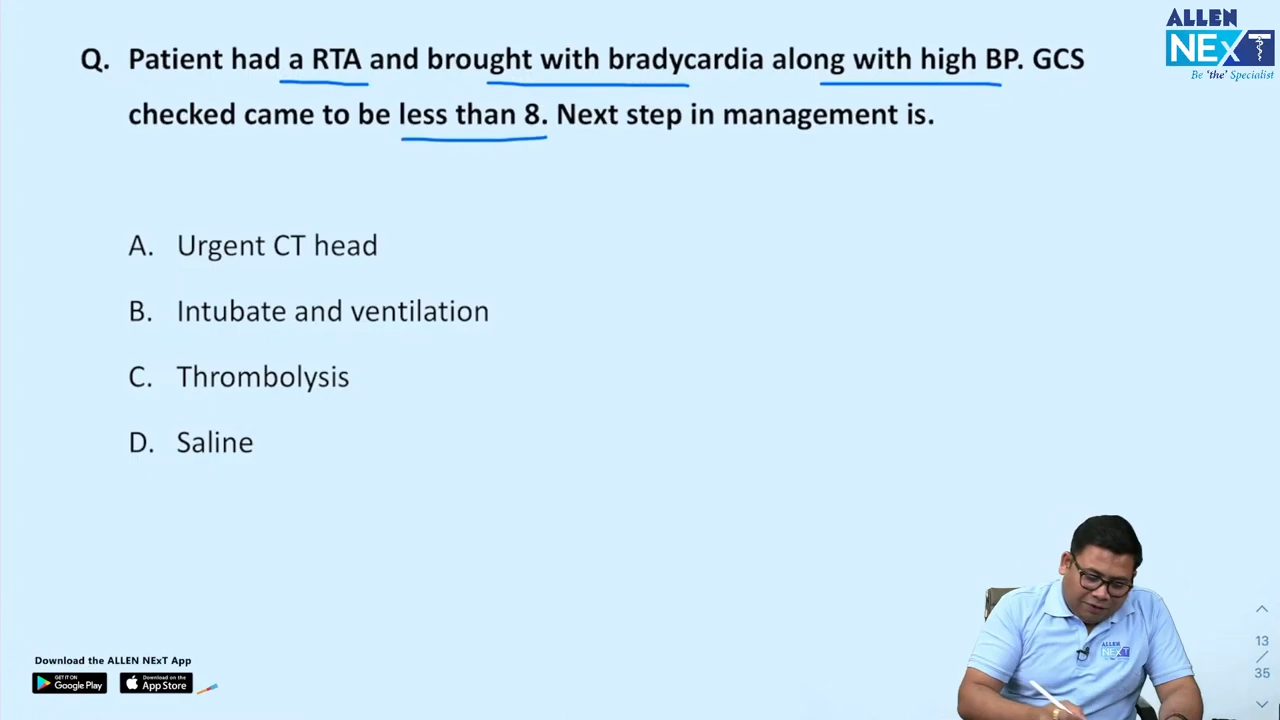 ALLEN
NEXT
Be 'the' Specialist
Q. Patient had a RTA and brought with bradycardia along with high BP. GCS
checked came to be less than 8. Next step in management is.
A. Urgent CT head
B. Intubate and ventilation
C. Thrombolysis
D. Saline
ALLEN
NEXT
13
/
35
Download the ALLEN NExT App
GET IT ON
Google Play
Download on the
App Store